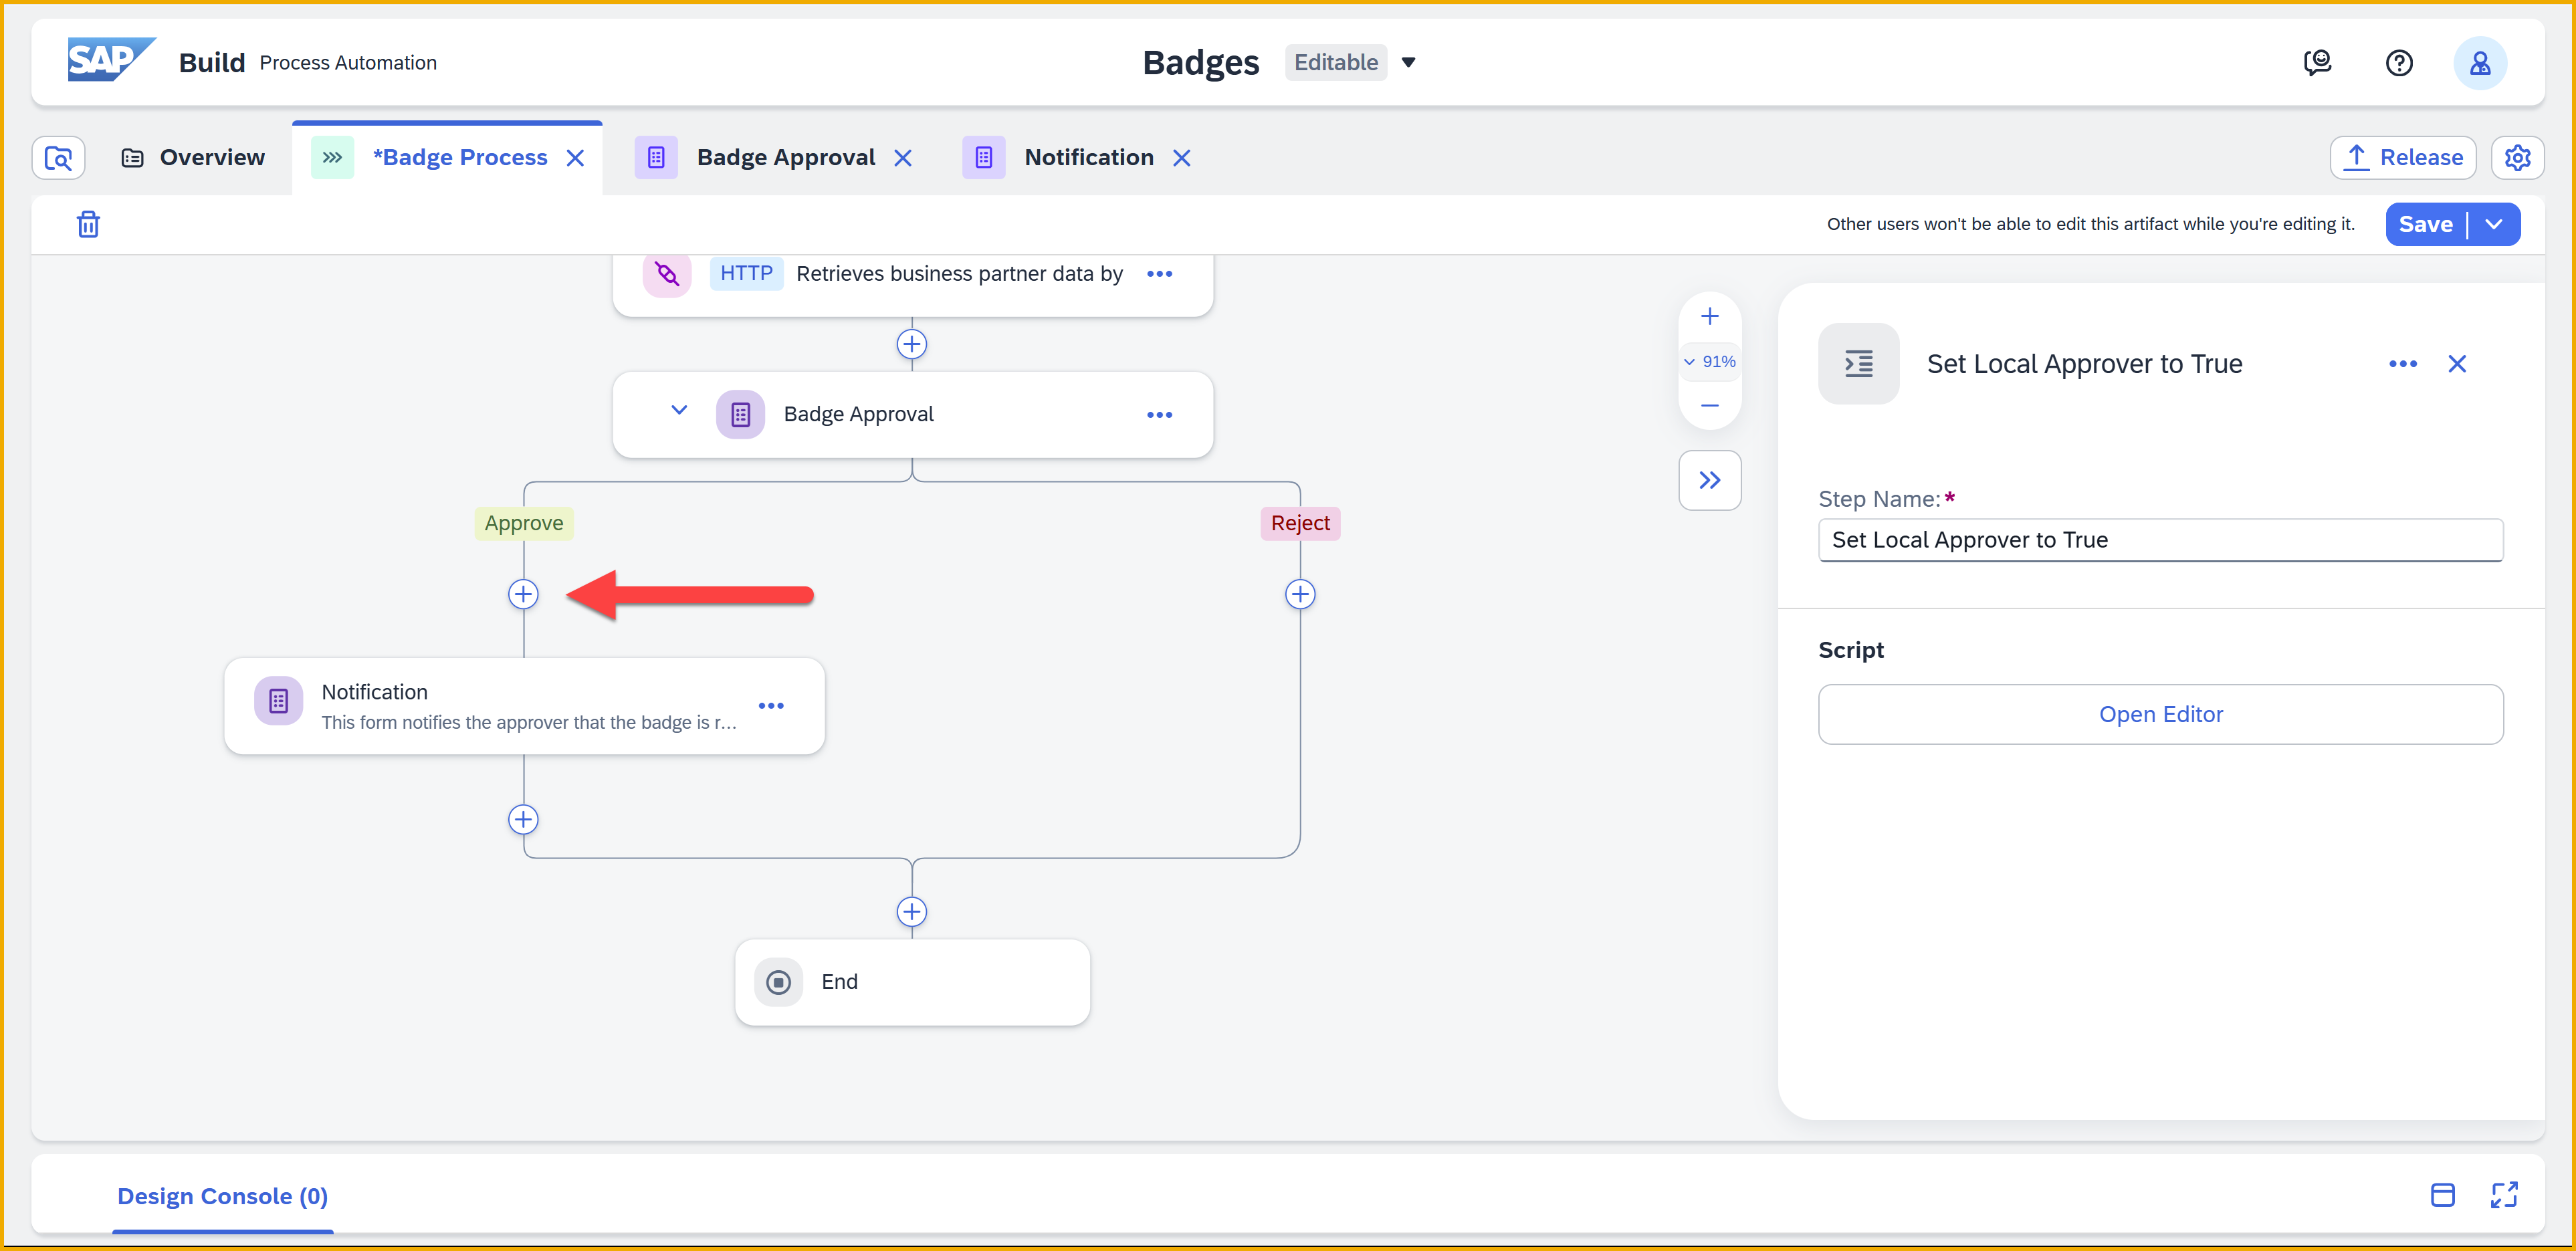 SAP Build Process Automation
Badges Editable
Overview
*Badge Process
Badge Approval
Notification
Release
Other users won't be able to edit this artifact while you're editing it.
Save
HTTP Retrieves business partner data by
Badge Approval
Approve
Reject
Notification
This form notifies the approver that the badge is r...
End
91%
Set Local Approver to True
Step Name:*
Set Local Approver to True
Script
Open Editor
Design Console (0)